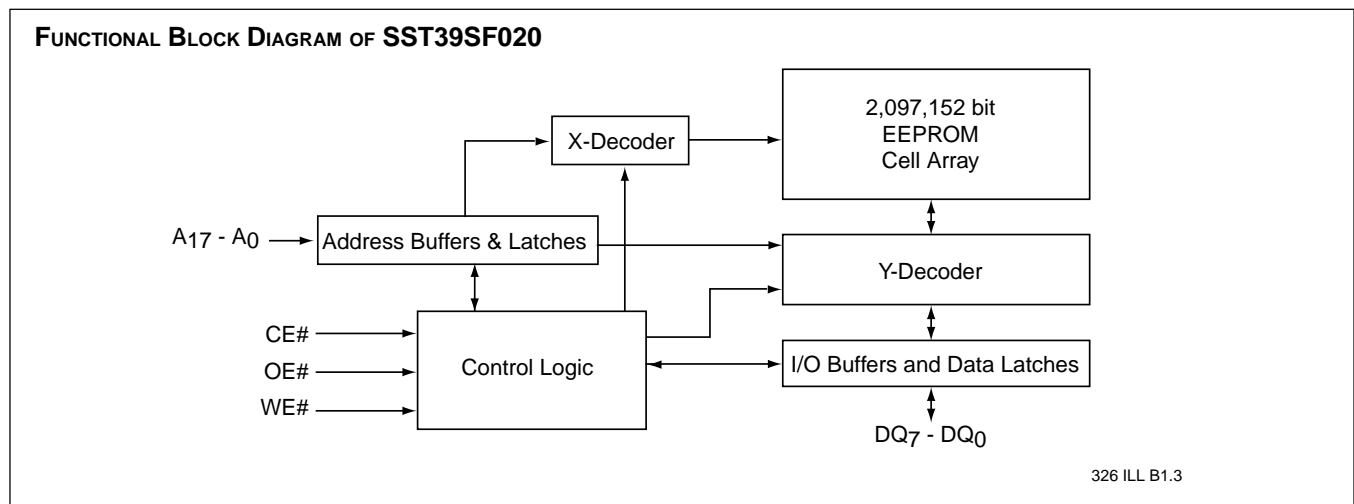 FUNCTIONAL BLOCK DIAGRAM OF SST39SF020
2,097,152 bit
EEPROM
Cell Array
X-Decoder
A17 - A0
Address Buffers & Latches
Y-Decoder
CE#
OE#
WE#
Control Logic
I/O Buffers and Data Latches
DQ7 - DQ0
326 ILL B1.3